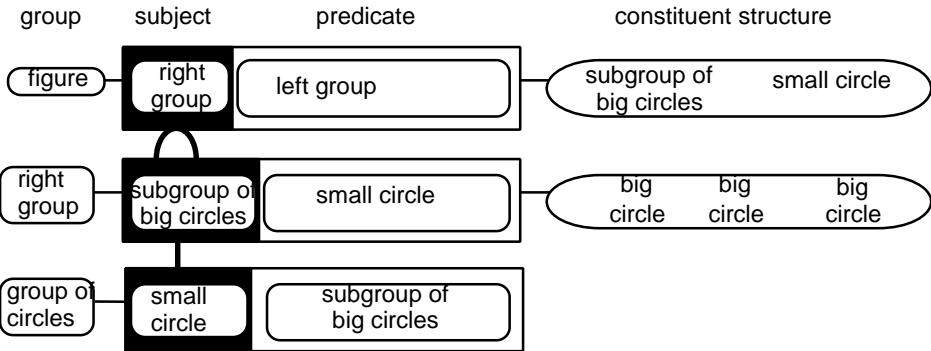 group subject predicate constituent structure
figure right group left group subgroup of big circles small circle
right group subgroup of big circles small circle big circle big circle big circle
group of circles small circle subgroup of big circles